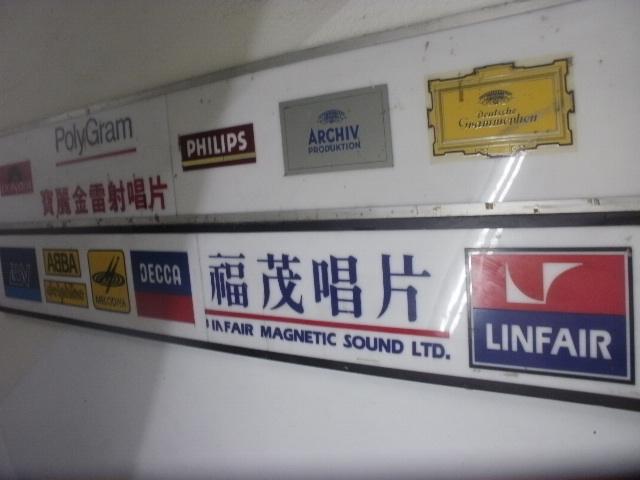 PolyGram
寶麗金雷射唱片
PHILIPS
ARCHIV
PRODUKTION
Deutsche
Grammophon
ABBA
MELODIYA
DECCA
福茂唱片
LINFAIR MAGNETIC SOUND LTD.
LINFAIR